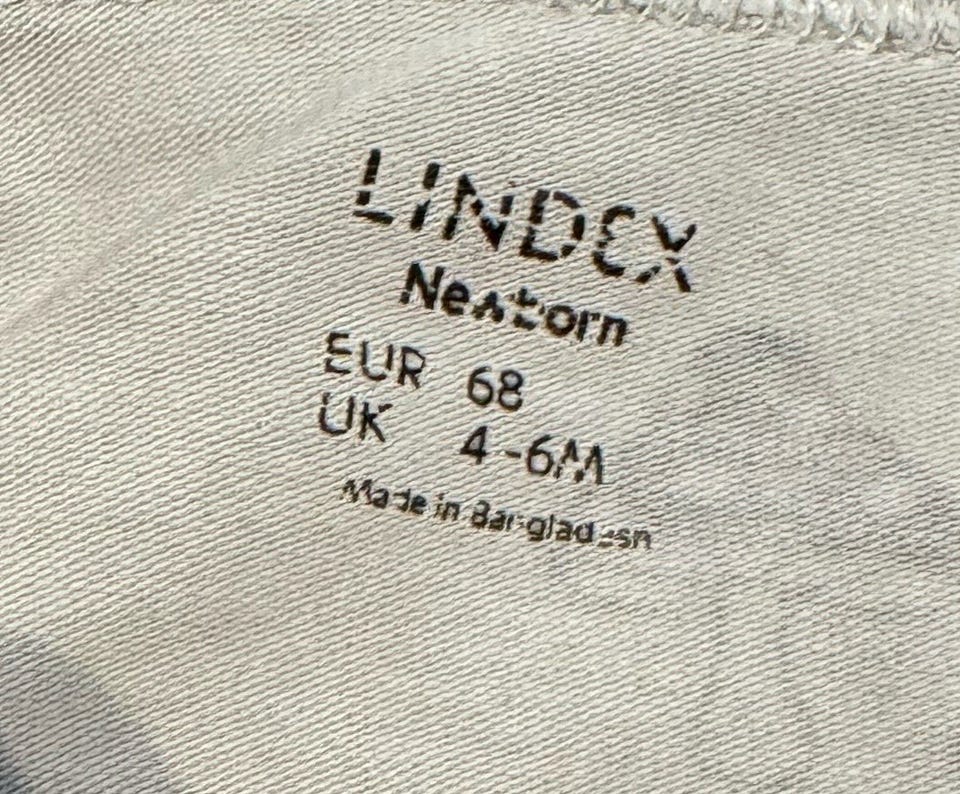 LINDEX
Newborn
EUR 68
UK 4-6M
Made in Bangladesh